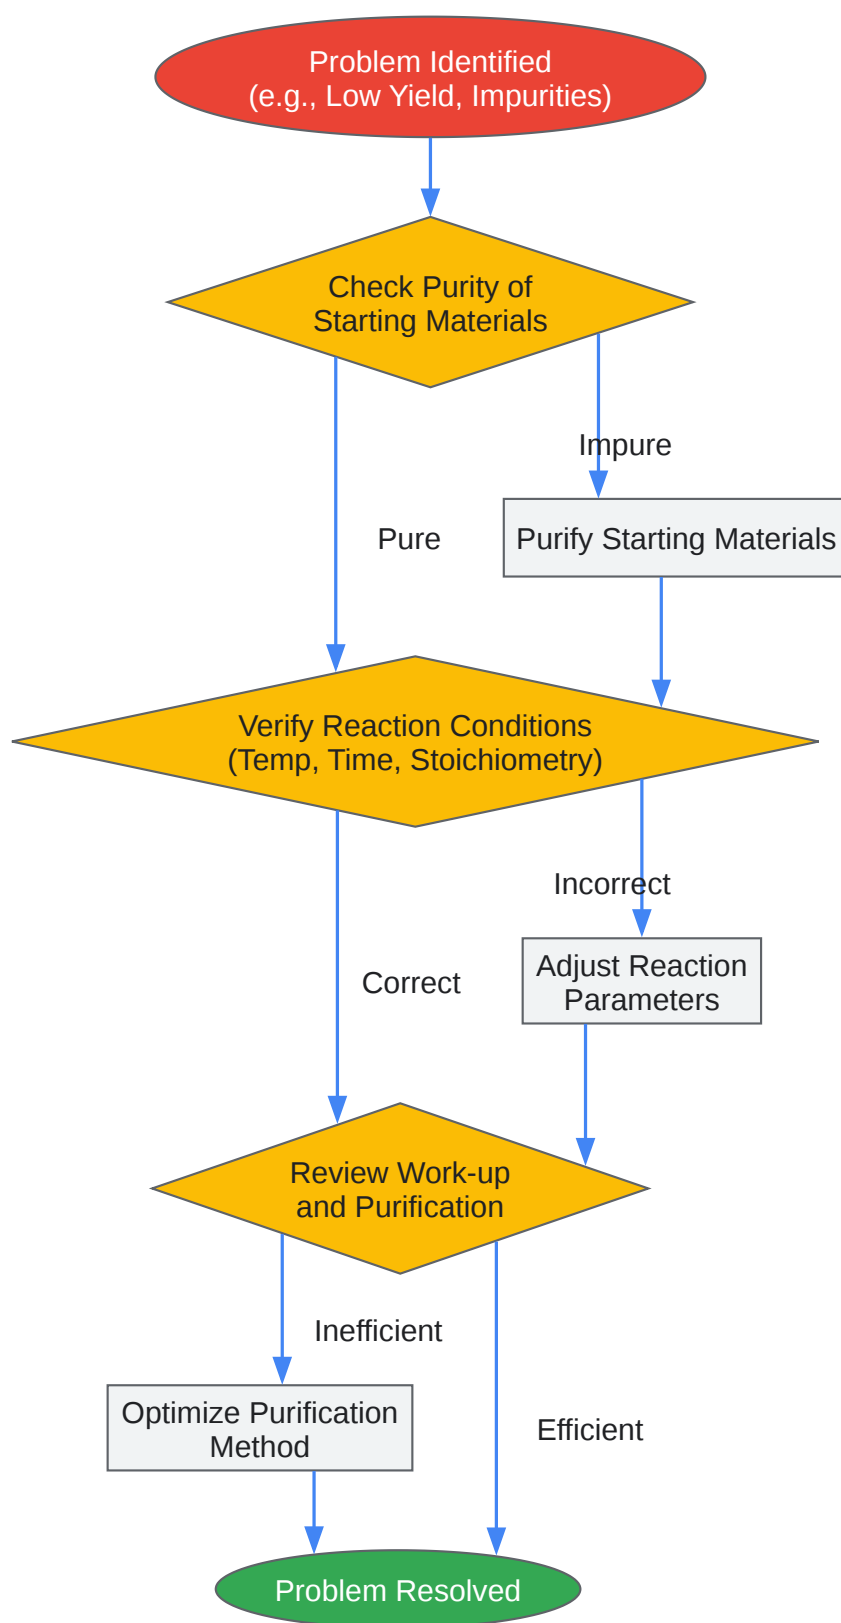 Problem Identified
(e.g., Low Yield, Impurities)
Check Purity of
Starting Materials
Impure
Pure
Purify Starting Materials
Verify Reaction Conditions
(Temp, Time, Stoichiometry)
Incorrect
Correct
Adjust Reaction
Parameters
Review Work-up
and Purification
Inefficient
Optimize Purification
Method
Efficient
Problem Resolved